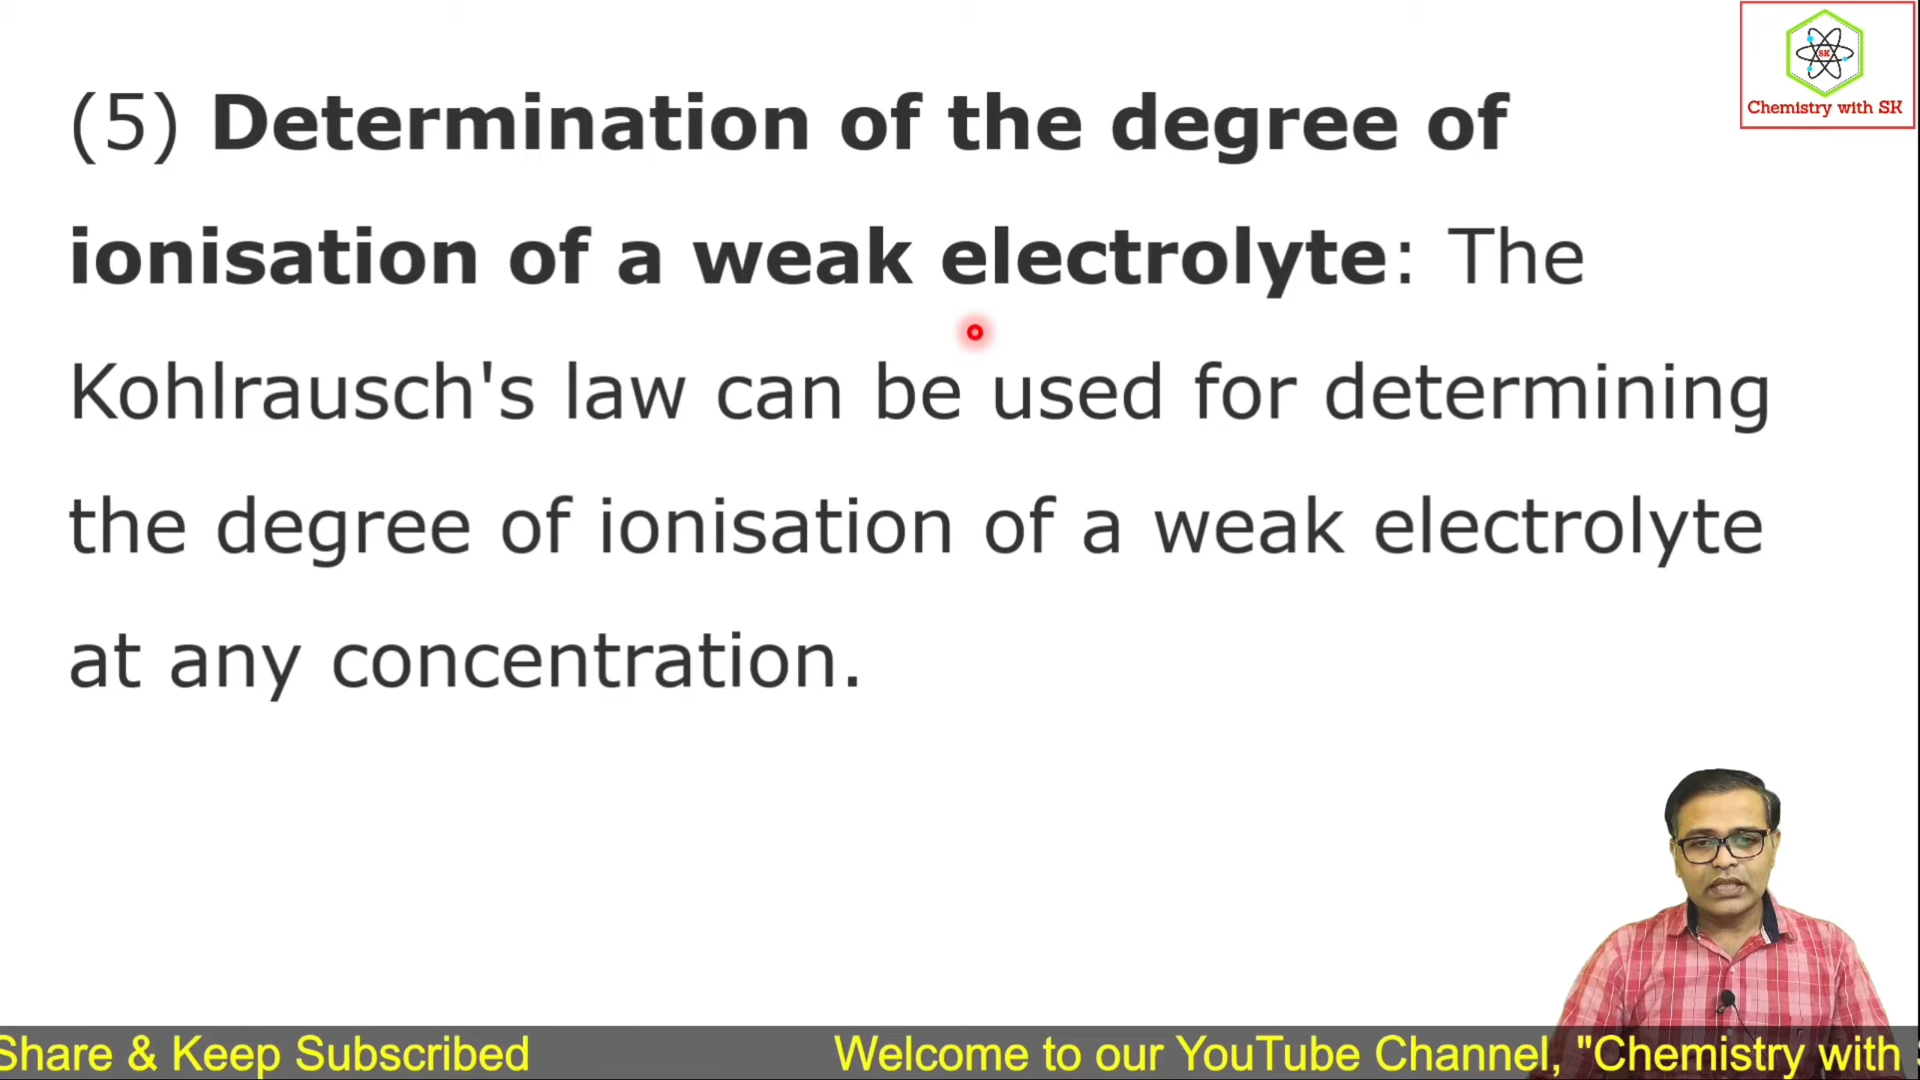 (5) Determination of the degree of
ionisation of a weak electrolyte: The
Kohlrausch's law can be used for determining
the degree of ionisation of a weak electrolyte
at any concentration.
SK
Chemistry with SK
Share & Keep Subscribed
Welcome to our YouTube Channel, "Chemistry with